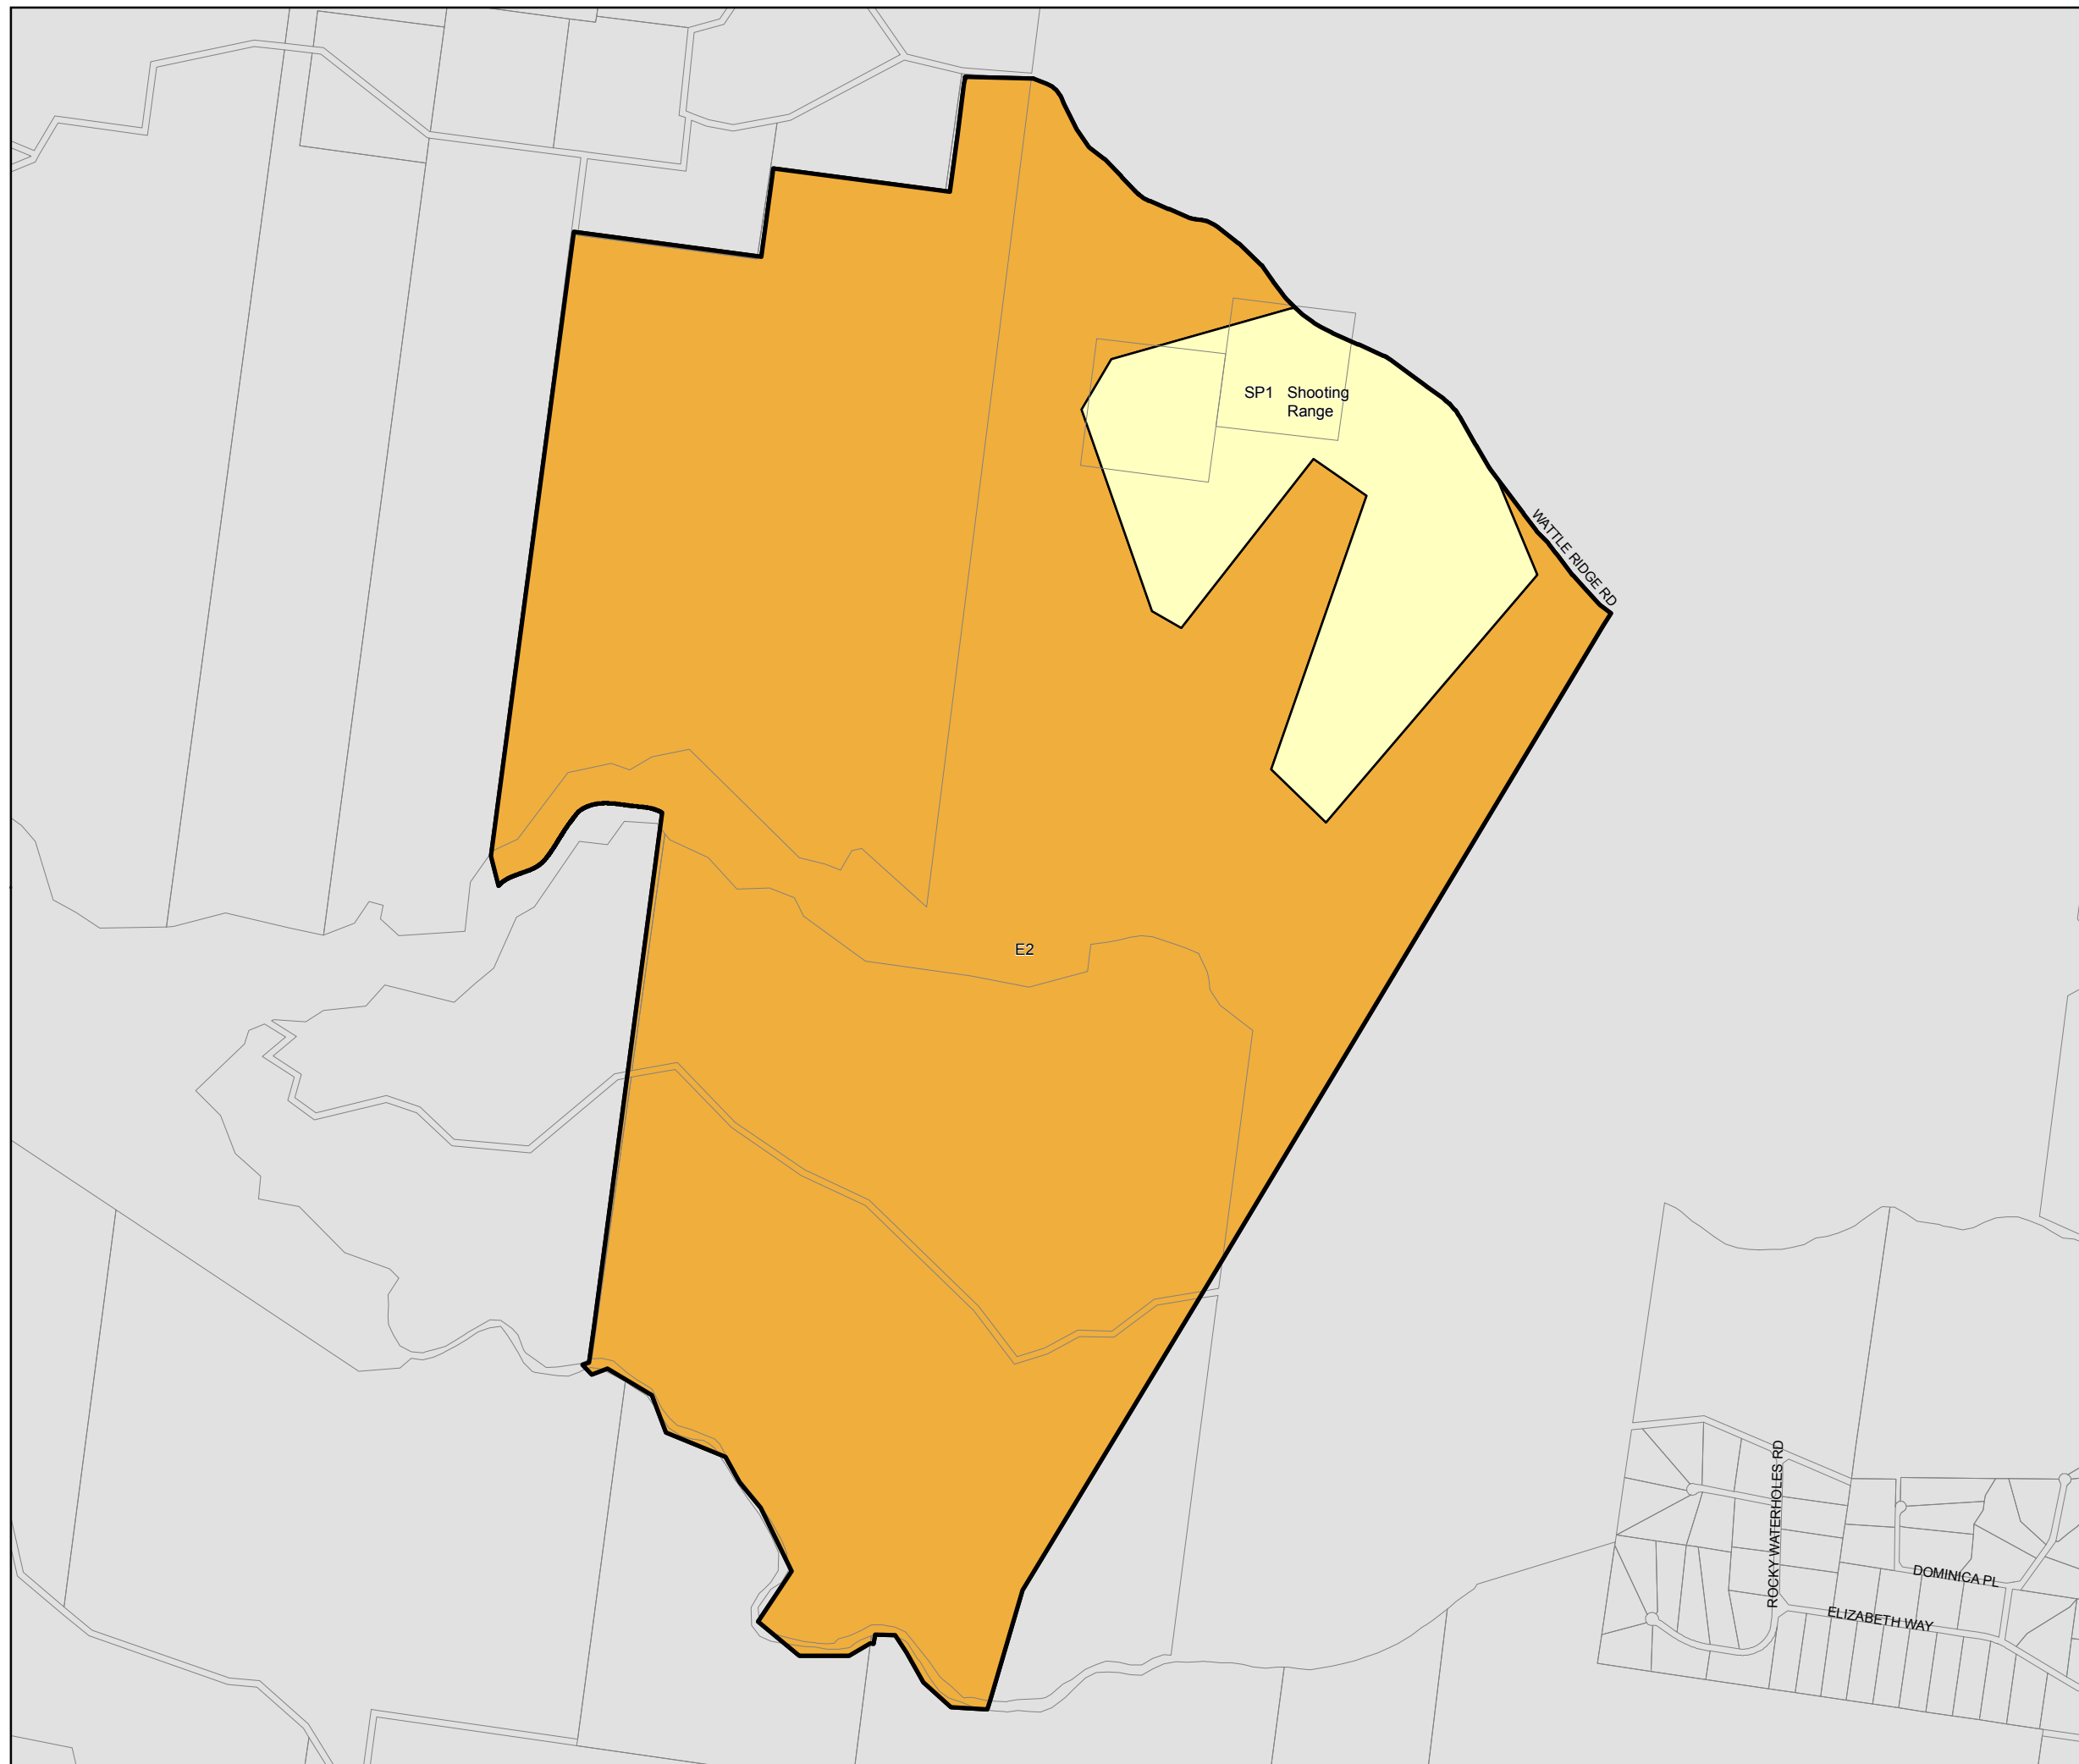 SP1 Shooting
Range
WATTLE RIDGE RD
E2
ROCKY WATERHOLES RD
DOMINICA PL
ELIZABETH WAY